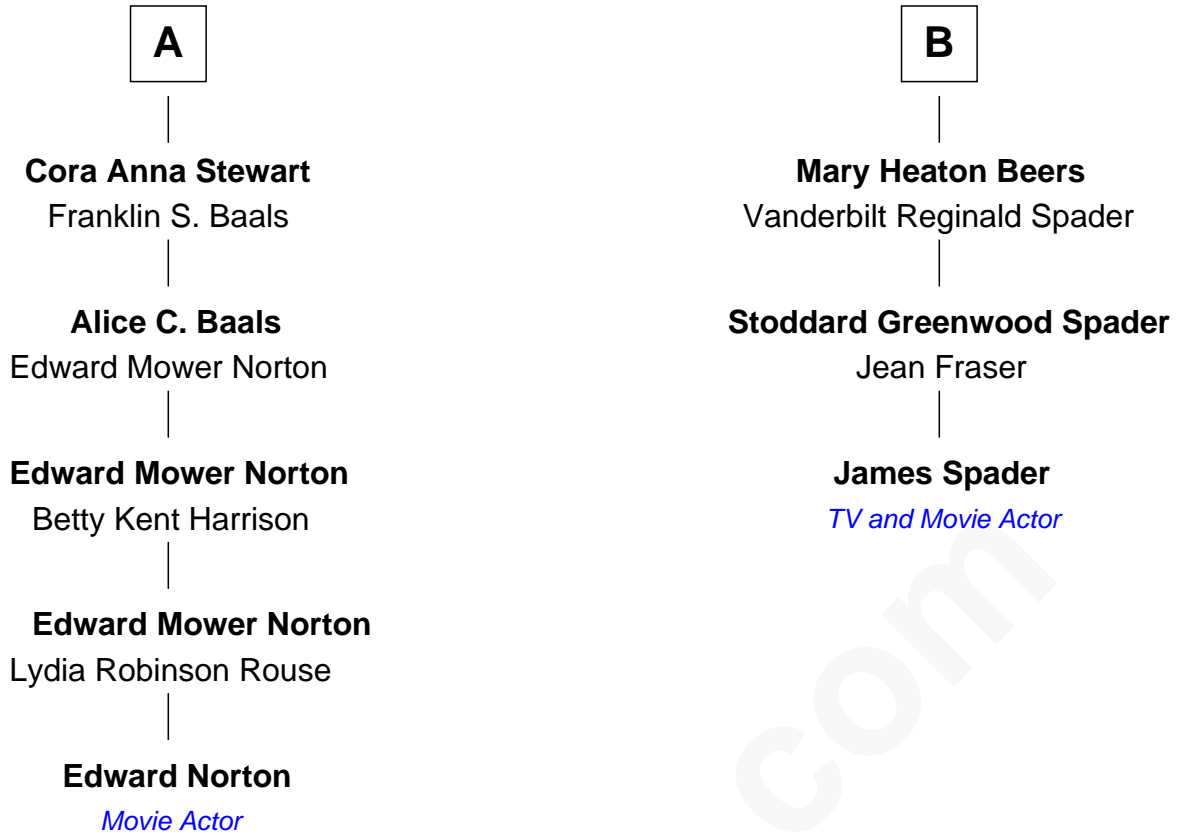 A
Cora Anna Stewart
Franklin S. Baals
Alice C. Baals
Edward Mower Norton
Edward Mower Norton
Betty Kent Harrison
Edward Mower Norton
Lydia Robinson Rouse
Edward Norton
Movie Actor
B
Mary Heaton Beers
Vanderbilt Reginald Spader
Stoddard Greenwood Spader
Jean Fraser
James Spader
TV and Movie Actor
com